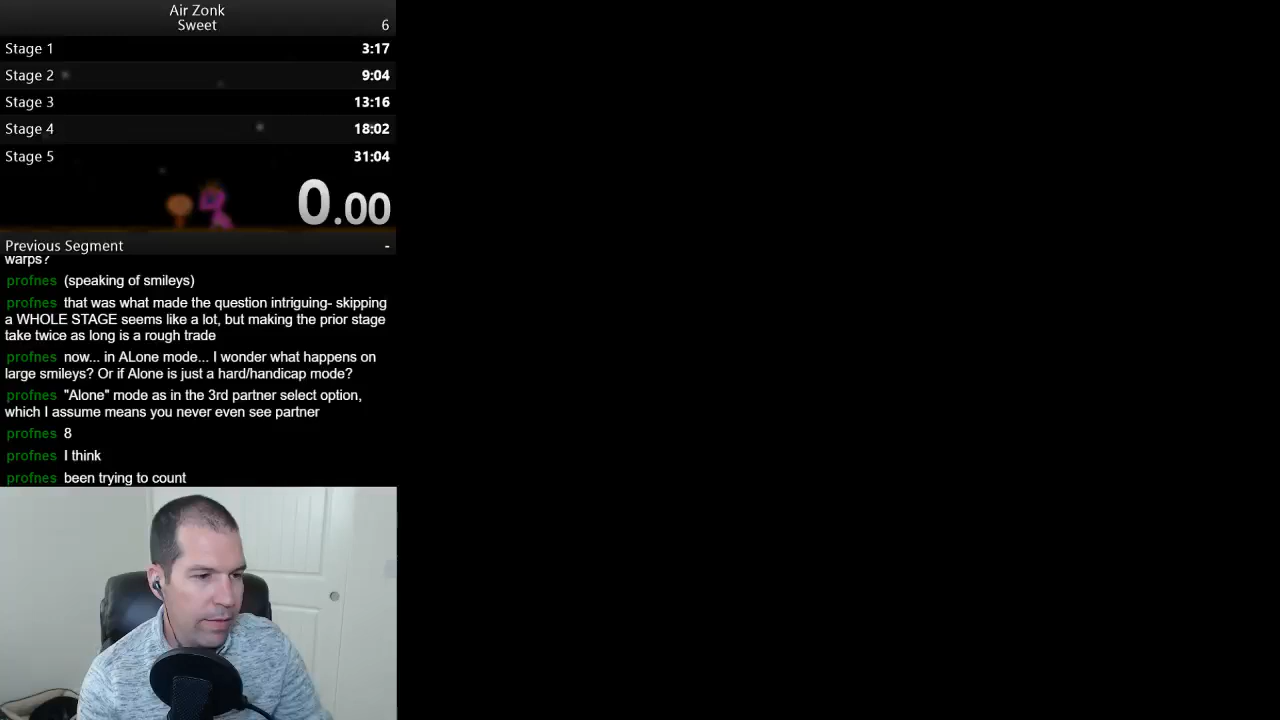 Air Zonk
Sweet 6
Stage 1 3:17
Stage 2 9:04
Stage 3 13:16
Stage 4 18:02
Stage 5 31:04
0.00
Previous Segment -
warps?
profnes (speaking of smileys)
profnes that was what made the question intriguing- skipping
a WHOLE STAGE seems like a lot, but making the prior stage
take twice as long is a rough trade
profnes now... in ALone mode... I wonder what happens on
large smileys? Or if Alone is just a hard/handicap mode?
profnes "Alone" mode as in the 3rd partner select option,
which I assume means you never even see partner
profnes 8
profnes I think
profnes been trying to count